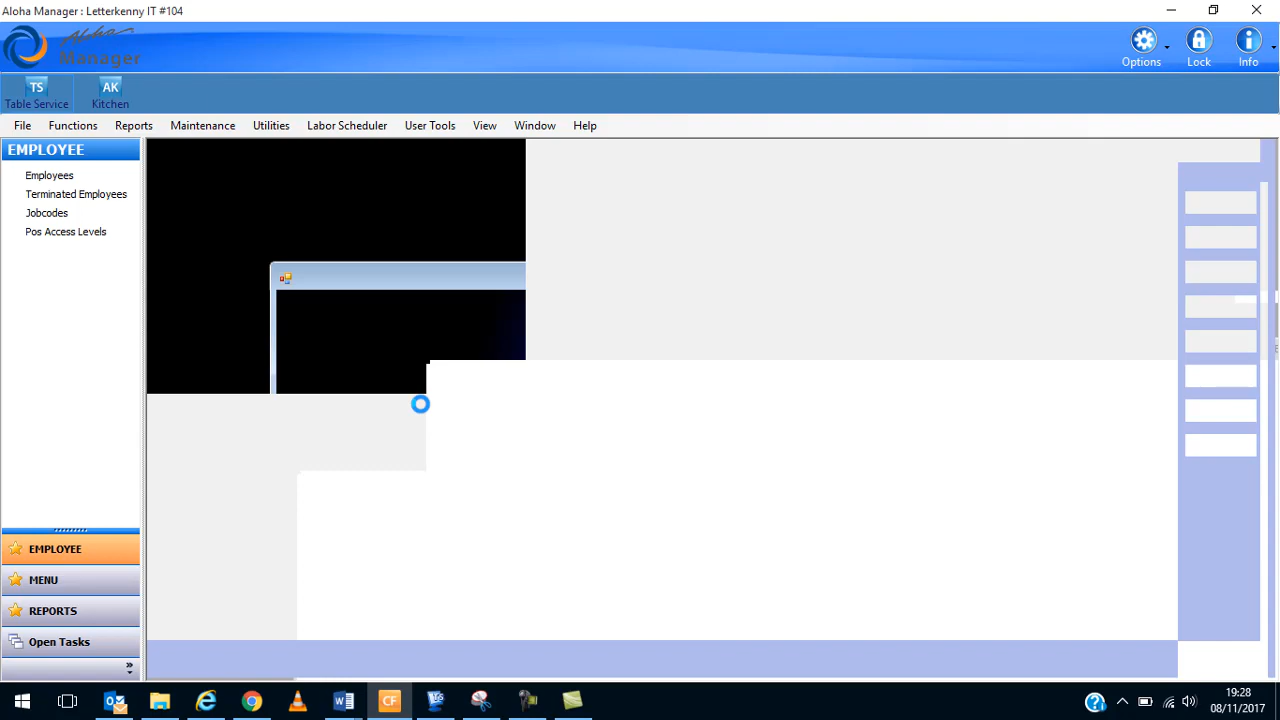 Aloha Manager : Letterkenny IT #104
Aloha
Manager
Options
Lock
Info
TS
Table Service
AK
Kitchen
File Functions Reports Maintenance Utilities Labor Scheduler User Tools View Window Help
EMPLOYEE
Employees
Terminated Employees
Jobcodes
Pos Access Levels
EMPLOYEE
MENU
REPORTS
Open Tasks
CF
19:28
08/11/2017